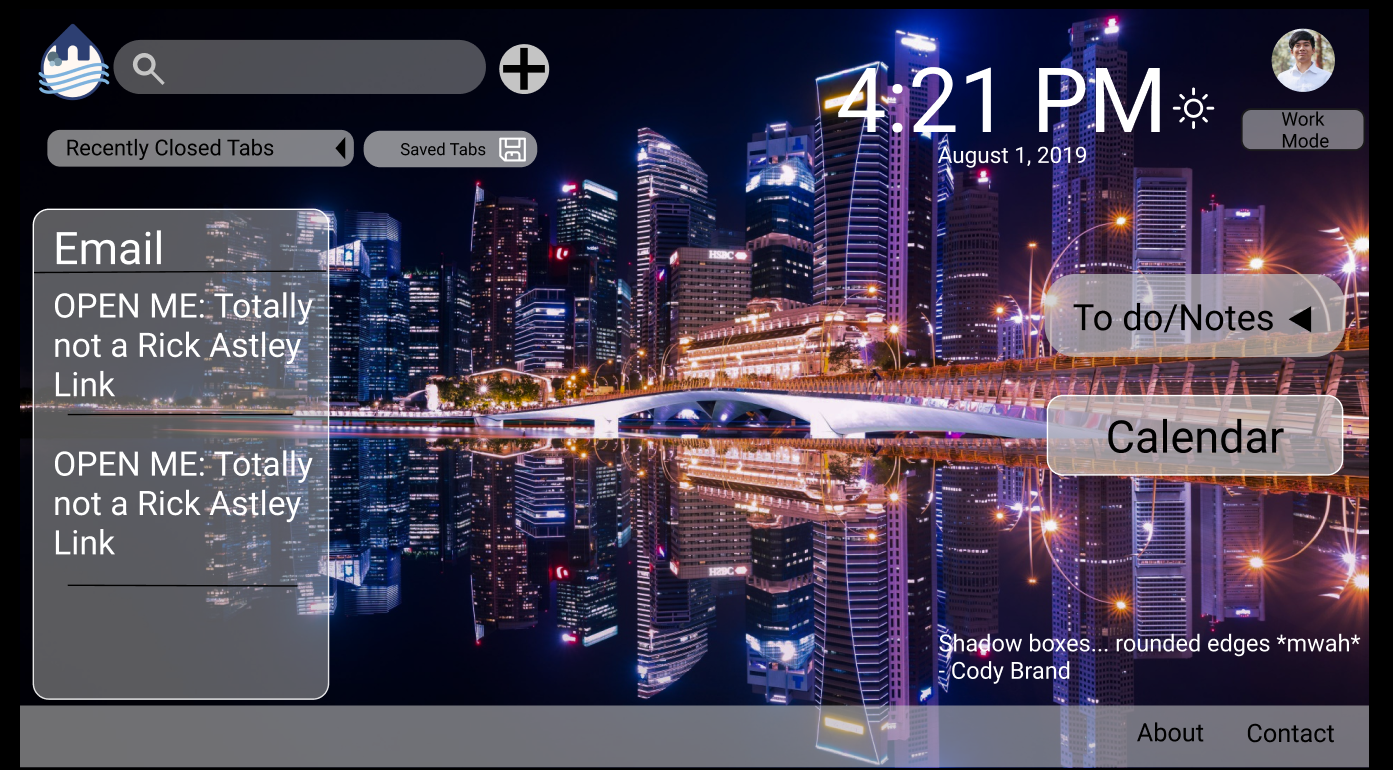 4:21 PM
Work
Mode
Recently Closed Tabs
Saved Tabs
August 1, 2019
Email
OPEN ME: Totally
not a Rick Astley
Link
OPEN ME: Totally
not a Rick Astley
Link
HSBC
To do/Notes
Calendar
Shadow boxes... rounded edges *mwah*
- Cody Brand
About
Contact